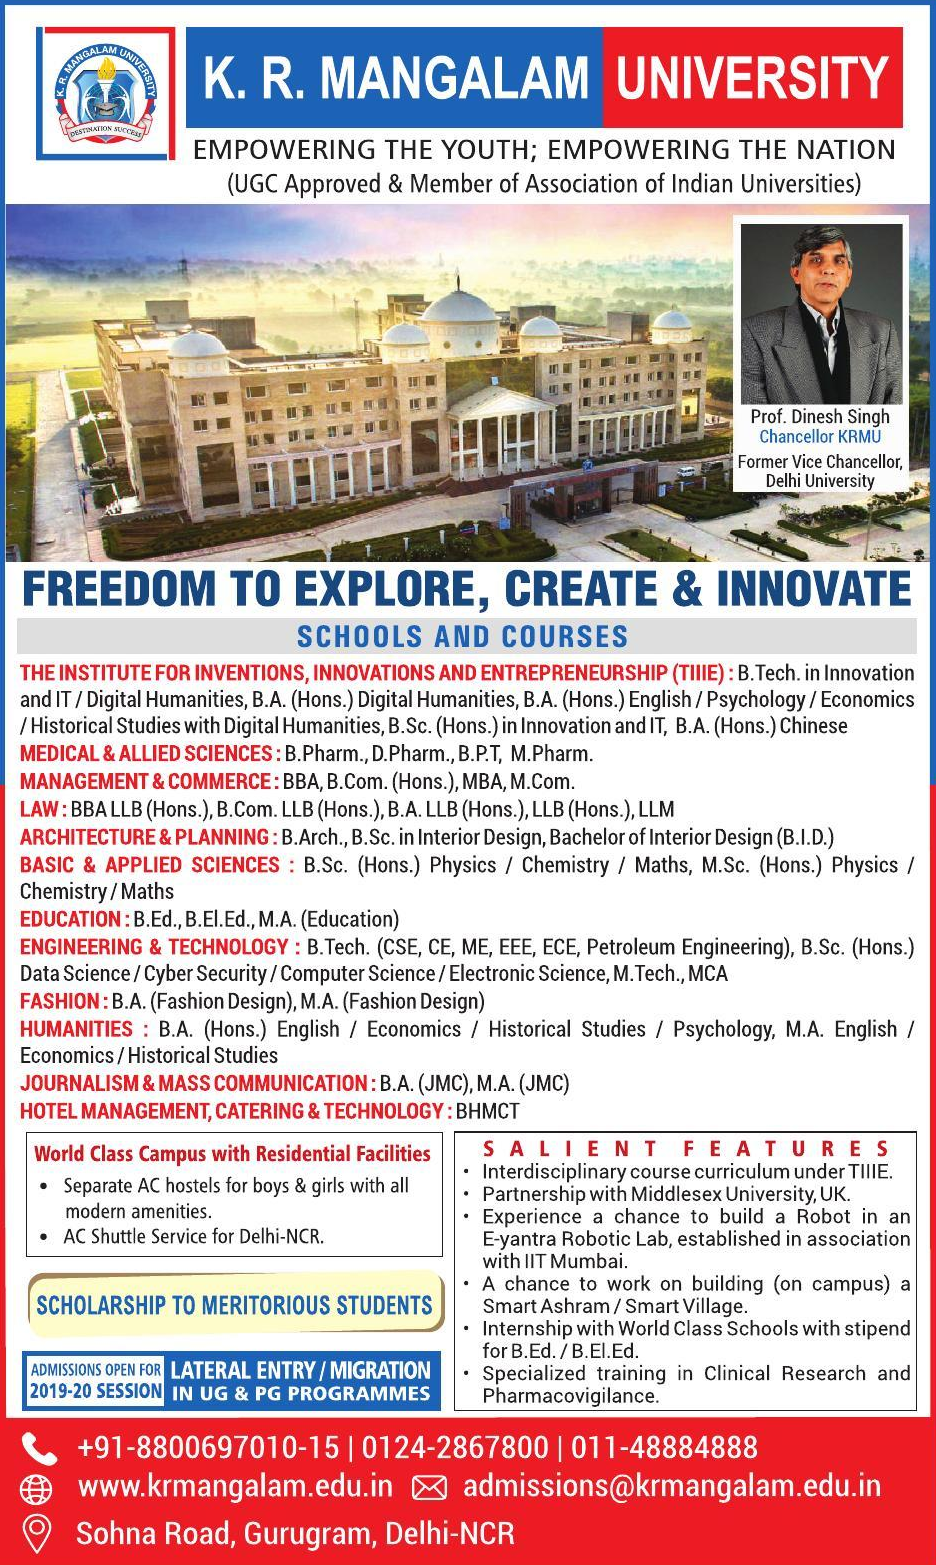 K. R. MANGALAM UNIVERSITY
DESTINATION SUCCESS
K. R. MANGALAM UNIVERSITY
EMPOWERING THE YOUTH; EMPOWERING THE NATION
(UGC Approved & Member of Association of Indian Universities)
Prof. Dinesh Singh
Chancellor KRMU
Former Vice Chancellor,
Delhi University
FREEDOM TO EXPLORE, CREATE & INNOVATE
SCHOOLS AND COURSES
THE INSTITUTE FOR INVENTIONS, INNOVATIONS AND ENTREPRENEURSHIP (TIIIE) : B.Tech. in Innovation
and IT / Digital Humanities, B.A. (Hons.) Digital Humanities, B.A. (Hons.) English / Psychology / Economics
/ Historical Studies with Digital Humanities, B.Sc. (Hons.) in Innovation and IT, B.A. (Hons.) Chinese
MEDICAL & ALLIED SCIENCES : B.Pharm., D.Pharm., B.P.T, M.Pharm.
MANAGEMENT & COMMERCE : BBA, B.Com. (Hons.), MBA, M.Com.
LAW : BBA LLB (Hons.), B.Com. LLB (Hons.), B.A. LLB (Hons.), LLB (Hons.), LLM
ARCHITECTURE & PLANNING : B.Arch., B.Sc. in Interior Design, Bachelor of Interior Design (B.I.D.)
BASIC & APPLIED SCIENCES : B.Sc. (Hons.) Physics / Chemistry / Maths, M.Sc. (Hons.) Physics /
Chemistry / Maths
EDUCATION : B.Ed., B.El.Ed., M.A. (Education)
ENGINEERING & TECHNOLOGY : B.Tech. (CSE, CE, ME, EEE, ECE, Petroleum Engineering), B.Sc. (Hons.)
Data Science / Cyber Security / Computer Science / Electronic Science, M.Tech., MCA
FASHION : B.A. (Fashion Design), M.A. (Fashion Design)
HUMANITIES : B.A. (Hons.) English / Economics / Historical Studies / Psychology, M.A. English /
Economics / Historical Studies
JOURNALISM & MASS COMMUNICATION : B.A. (JMC), M.A. (JMC)
HOTEL MANAGEMENT, CATERING & TECHNOLOGY : BHMCT
World Class Campus with Residential Facilities
• Separate AC hostels for boys & girls with all
modern amenities.
• AC Shuttle Service for Delhi-NCR.
SCHOLARSHIP TO MERITORIOUS STUDENTS
ADMISSIONS OPEN FOR
2019-20 SESSION
LATERAL ENTRY / MIGRATION
IN UG & PG PROGRAMMES
SALIENT FEATURES
• Interdisciplinary course curriculum under TIIIE.
• Partnership with Middlesex University, UK.
• Experience a chance to build a Robot in an
E-yantra Robotic Lab, established in association
with IIT Mumbai.
• A chance to work on building (on campus) a
Smart Ashram / Smart Village.
• Internship with World Class Schools with stipend
for B.Ed. / B.El.Ed.
• Specialized training in Clinical Research and
Pharmacovigilance.
+91-8800697010-15 | 0124-2867800 | 011-48884888
www.krmangalam.edu.in admissions@krmangalam.edu.in
Sohna Road, Gurugram, Delhi-NCR